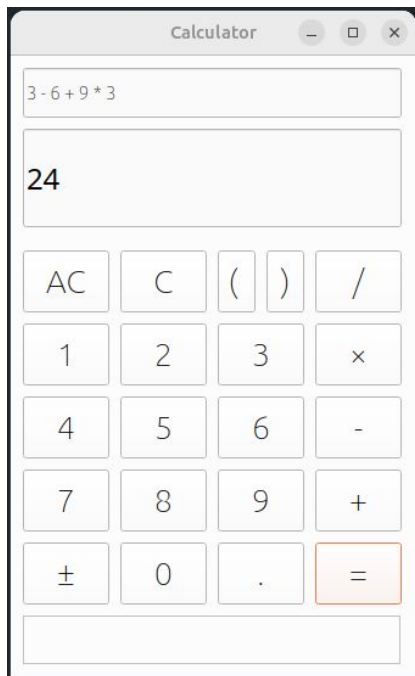 Calculator
3 - 6 + 9 * 3
24
AC C ( ) /
1 2 3 ×
4 5 6 -
7 8 9 +
± 0 . =